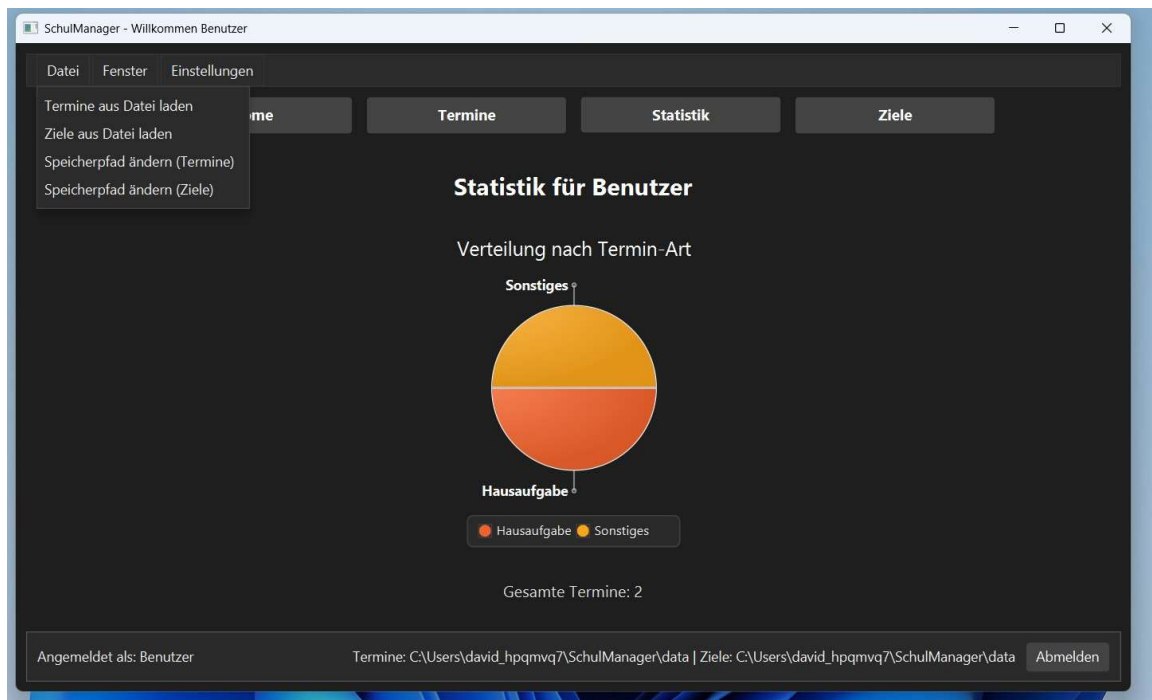 SchulManager - Willkommen Benutzer
Datei Fenster Einstellungen
Termine aus Datei laden
Ziele aus Datei laden
Speicherpfad ändern (Termine)
Speicherpfad ändern (Ziele)
me Termine Statistik Ziele
Statistik für Benutzer
Verteilung nach Termin-Art
Sonstiges
Hausaufgabe
Hausaufgabe Sonstiges
Gesamte Termine: 2
Angemeldet als: Benutzer Termine: C:\Users\david_hpqmvq7\SchulManager\data | Ziele: C:\Users\david_hpqmvq7\SchulManager\data Abmelden